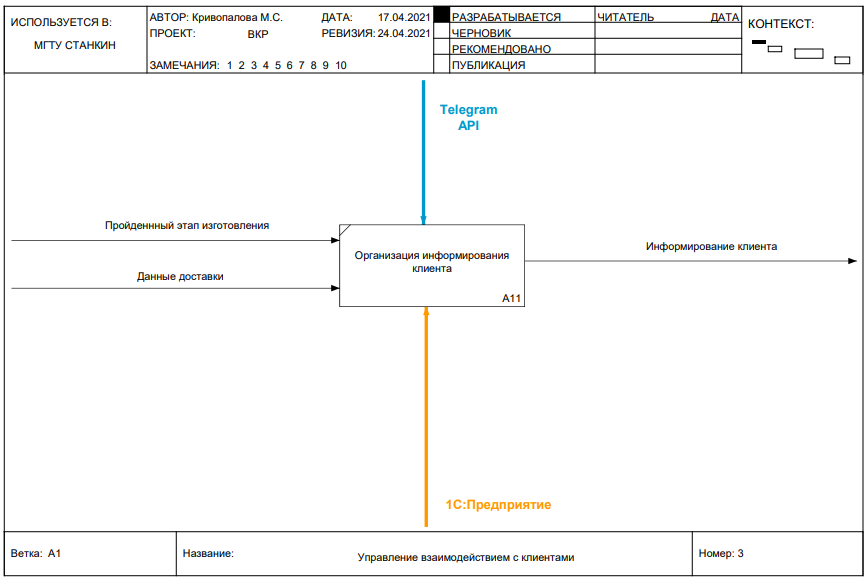 ИСПОЛЬЗУЕТСЯ В:
МГТУ СТАНКИН
АВТОР: Кривопалова М.С.
ДАТА: 17.04.2021
ПРОЕКТ: ВКР
РЕВИЗИЯ: 24.04.2021
ЗАМЕЧАНИЯ: 1 2 3 4 5 6 7 8 9 10
РАЗРАБАТЫВАЕТСЯ
ЧЕРНОВИК
РЕКОМЕНДОВАНО
ПУБЛИКАЦИЯ
ЧИТАТЕЛЬ ДАТА
КОНТЕКСТ:
Telegram
API
Пройденнный этап изготовления
Данные доставки
Организация информирования
клиента
A11
Информирование клиента
1С:Предприятие
Ветка: A1
Название:
Управление взаимодействием с клиентами
Номер: 3